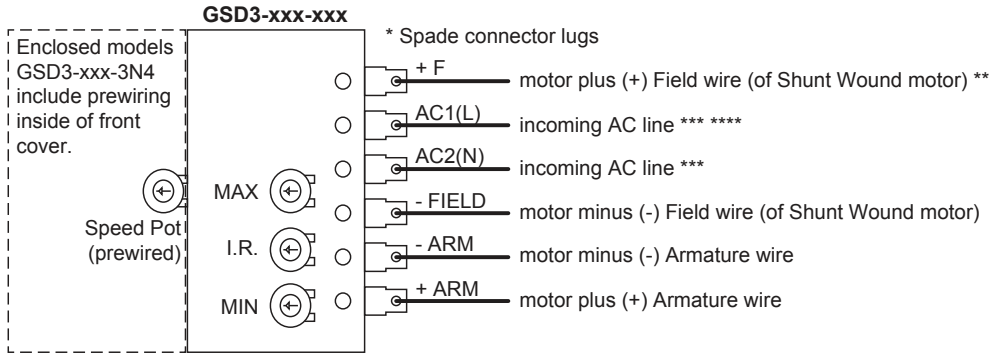 GSD3-xxx-xxx
Enclosed models
GSD3-xxx-3N4
include prewiring
inside of front
cover.
Speed Pot
(prewired)
MAX
I.R.
MIN
* Spade connector lugs
+ F motor plus (+) Field wire (of Shunt Wound motor) **
AC1(L) incoming AC line *** ****
AC2(N) incoming AC line ***
- FIELD motor minus (-) Field wire (of Shunt Wound motor)
- ARM motor minus (-) Armature wire
+ ARM motor plus (+) Armature wire